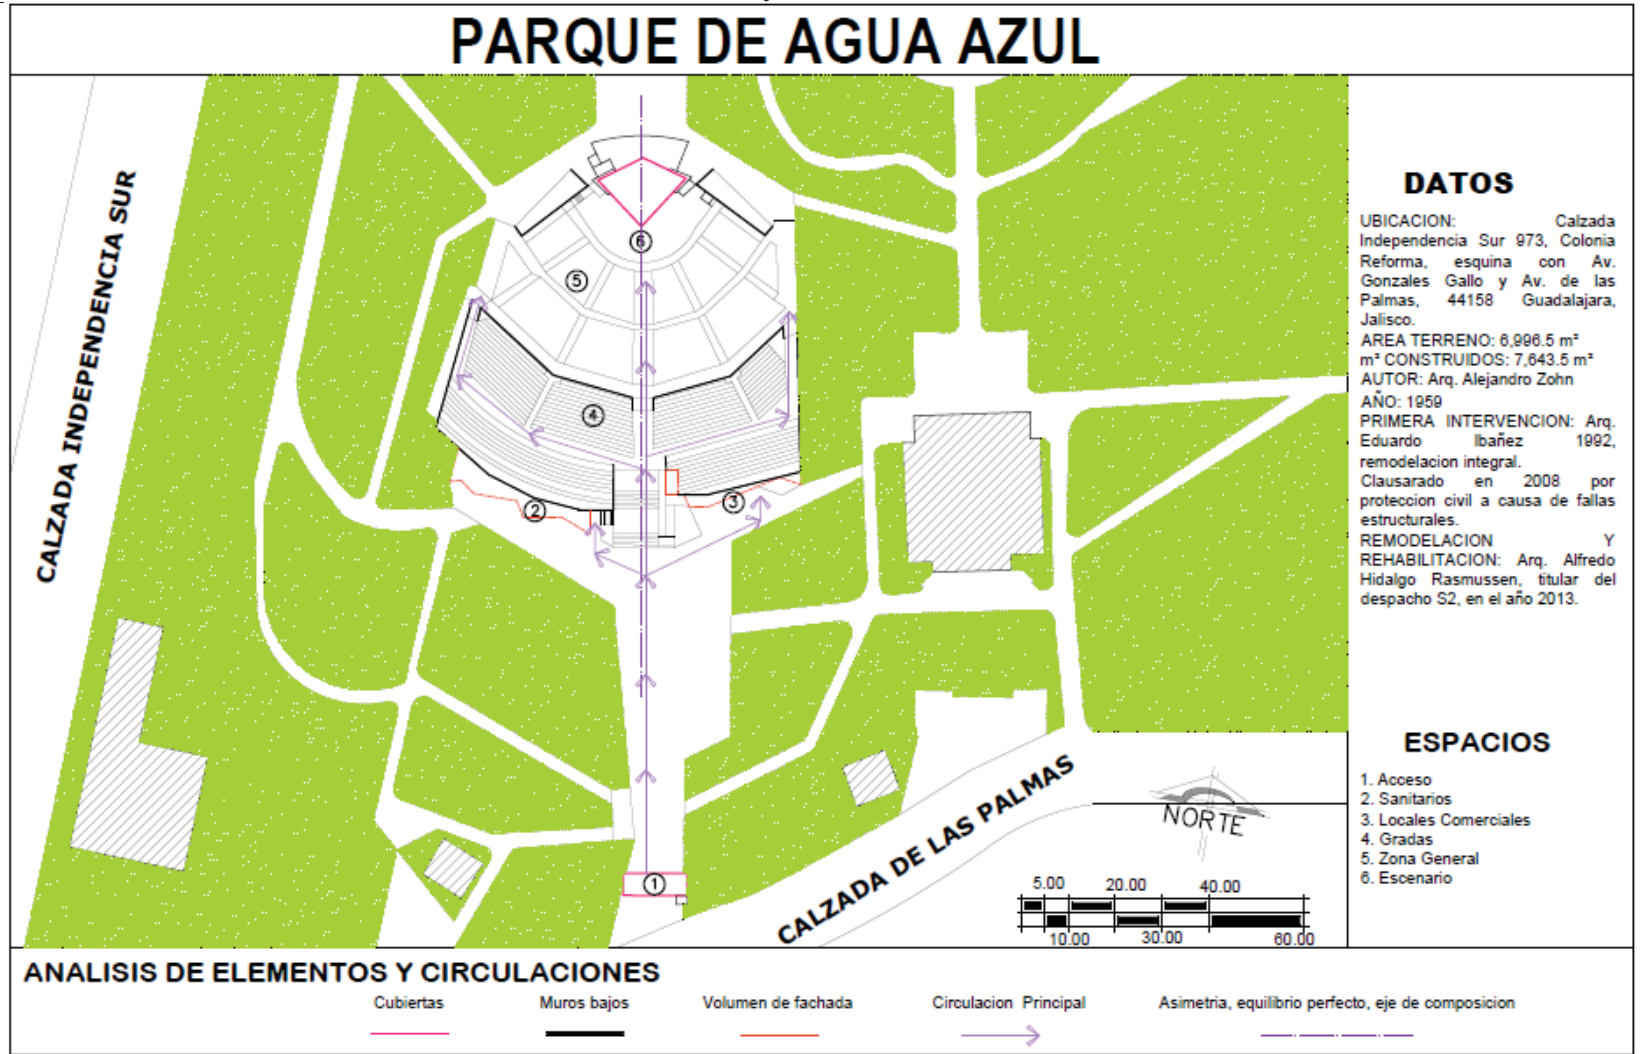 PARQUE DE AGUA AZUL
CALZADA INDEPENDENCIA SUR
6
5
4
2
3
1
CALZADA DE LAS PALMAS
NORTE
5.00 20.00 40.00
10.00 30.00 60.00
DATOS
UBICACION: Calzada
Independencia Sur 973, Colonia
Reforma, esquina con Av.
Gonzales Gallo y Av. de las
Palmas, 44158 Guadalajara,
Jalisco.
AREA TERRENO: 6,996.5 m²
m² CONSTRUIDOS: 7,643.5 m²
AUTOR: Arq. Alejandro Zohn
AÑO: 1959
PRIMERA INTERVENCION: Arq.
Eduardo Ibañez 1992,
remodelacion integral.
Clausarado en 2008 por
proteccion civil a causa de fallas
estructurales.
REMODELACION Y
REHABILITACION: Arq. Alfredo
Hidalgo Rasmussen, titular del
despacho S2, en el año 2013.
ESPACIOS
1. Acceso
2. Sanitarios
3. Locales Comerciales
4. Gradas
5. Zona General
6. Escenario
ANALISIS DE ELEMENTOS Y CIRCULACIONES
Cubiertas
Muros bajos
Volumen de fachada
Circulacion Principal
Asimetria, equilibrio perfecto, eje de composicion